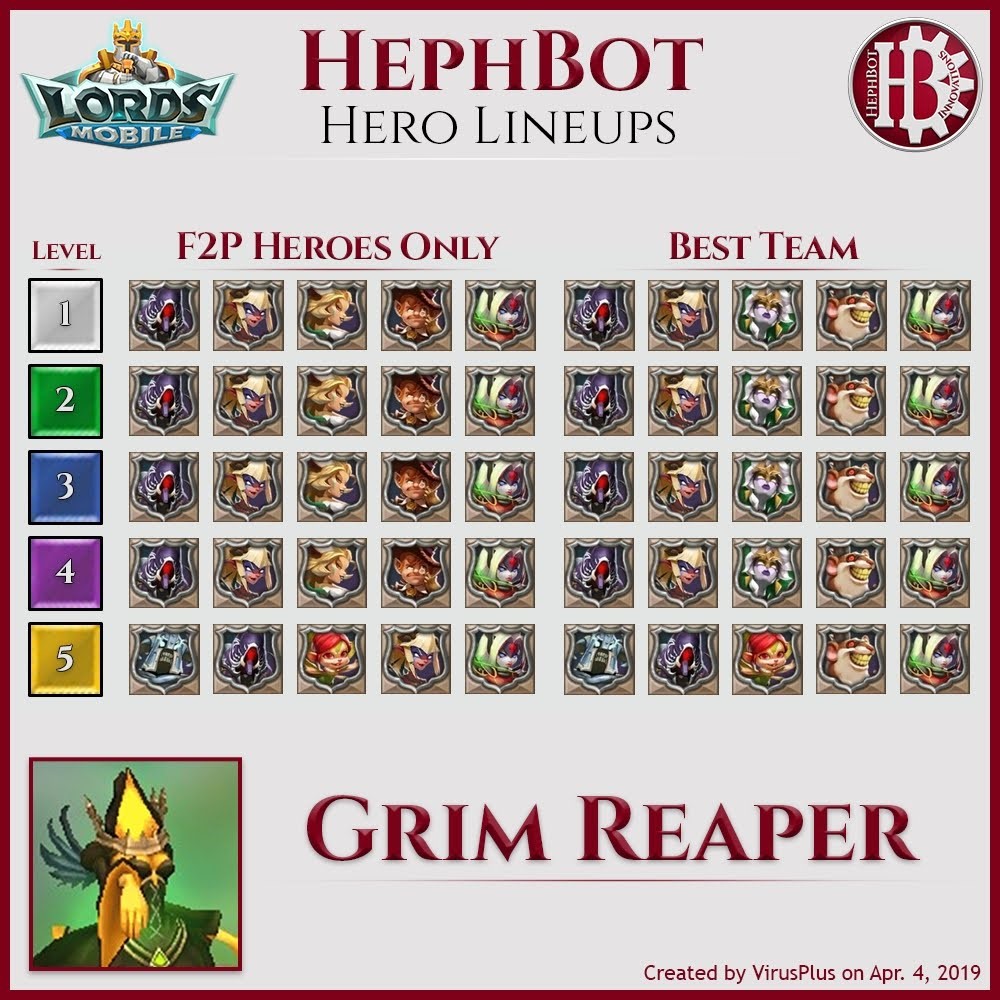 LORDS
MOBILE
HEPHBOT
HERO LINEUPS
HEPHBOT
HB
INNOVATIONS
LEVEL
F2P HEROES ONLY
BEST TEAM
1
2
3
4
5
GRIM REAPER
Created by VirusPlus on Apr. 4, 2019